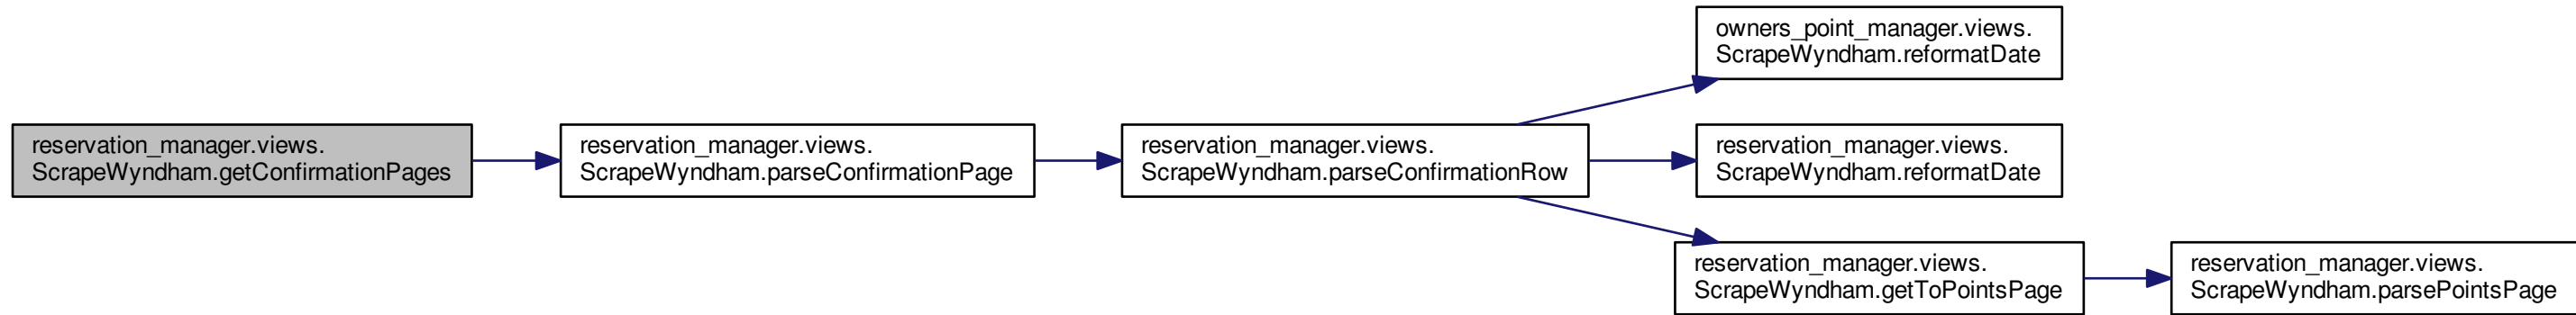 reservation_manager.views.
ScrapeWyndham.getConfirmationPages
reservation_manager.views.
ScrapeWyndham.parseConfirmationPage
reservation_manager.views.
ScrapeWyndham.parseConfirmationRow
owners_point_manager.views.
ScrapeWyndham.reformatDate
reservation_manager.views.
ScrapeWyndham.reformatDate
reservation_manager.views.
ScrapeWyndham.getToPointsPage
reservation_manager.views.
ScrapeWyndham.parsePointsPage